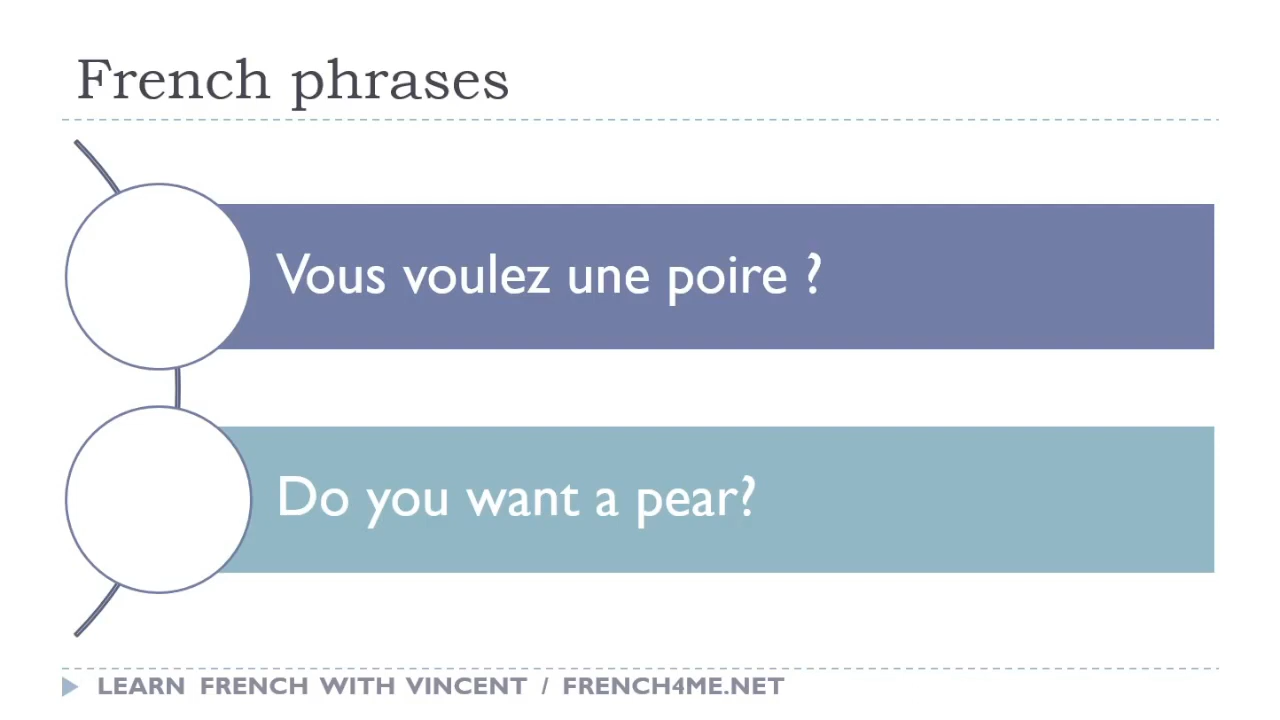 French phrases
Vous voulez une poire ?
Do you want a pear?
LEARN FRENCH WITH VINCENT / FRENCH4ME.NET